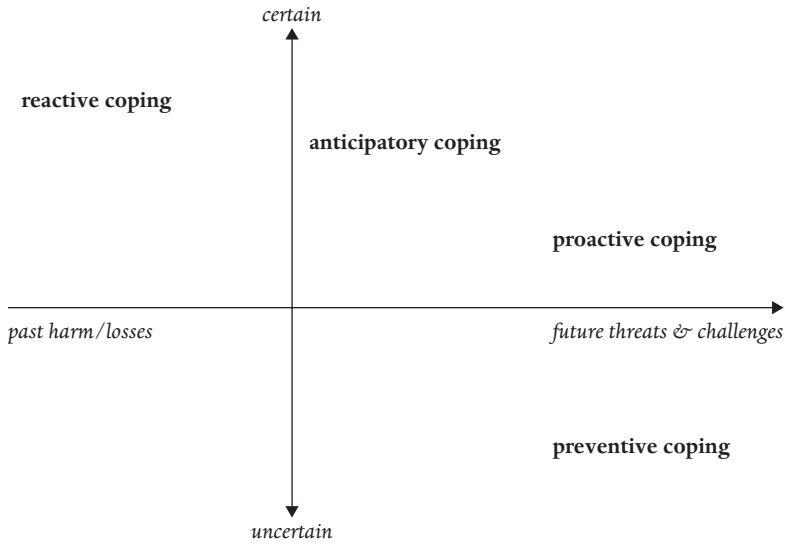 certain
reactive coping
anticipatory coping
proactive coping
past harm/losses
future threats & challenges
preventive coping
uncertain